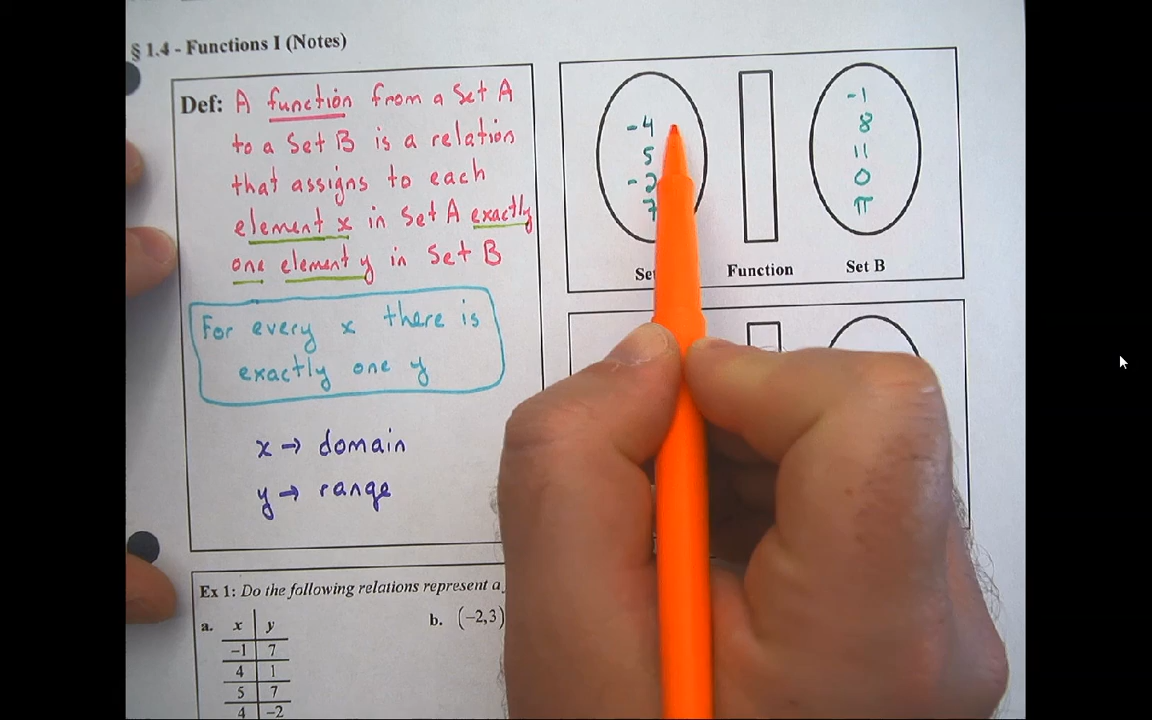 § 1.4 - Functions I (Notes)
Def: A function from a Set A
to a Set B is a relation
that assigns to each
element x in Set A exactly
one element y in Set B
For every x there is
exactly one y
x → domain
y → range
-4
5
-2
7
Function
-1
8
11
0
π
Set B
Ex 1: Do the following relations represent a
a. x y
-1 7
4 1
5 7
4 -2
b. (-2,3)